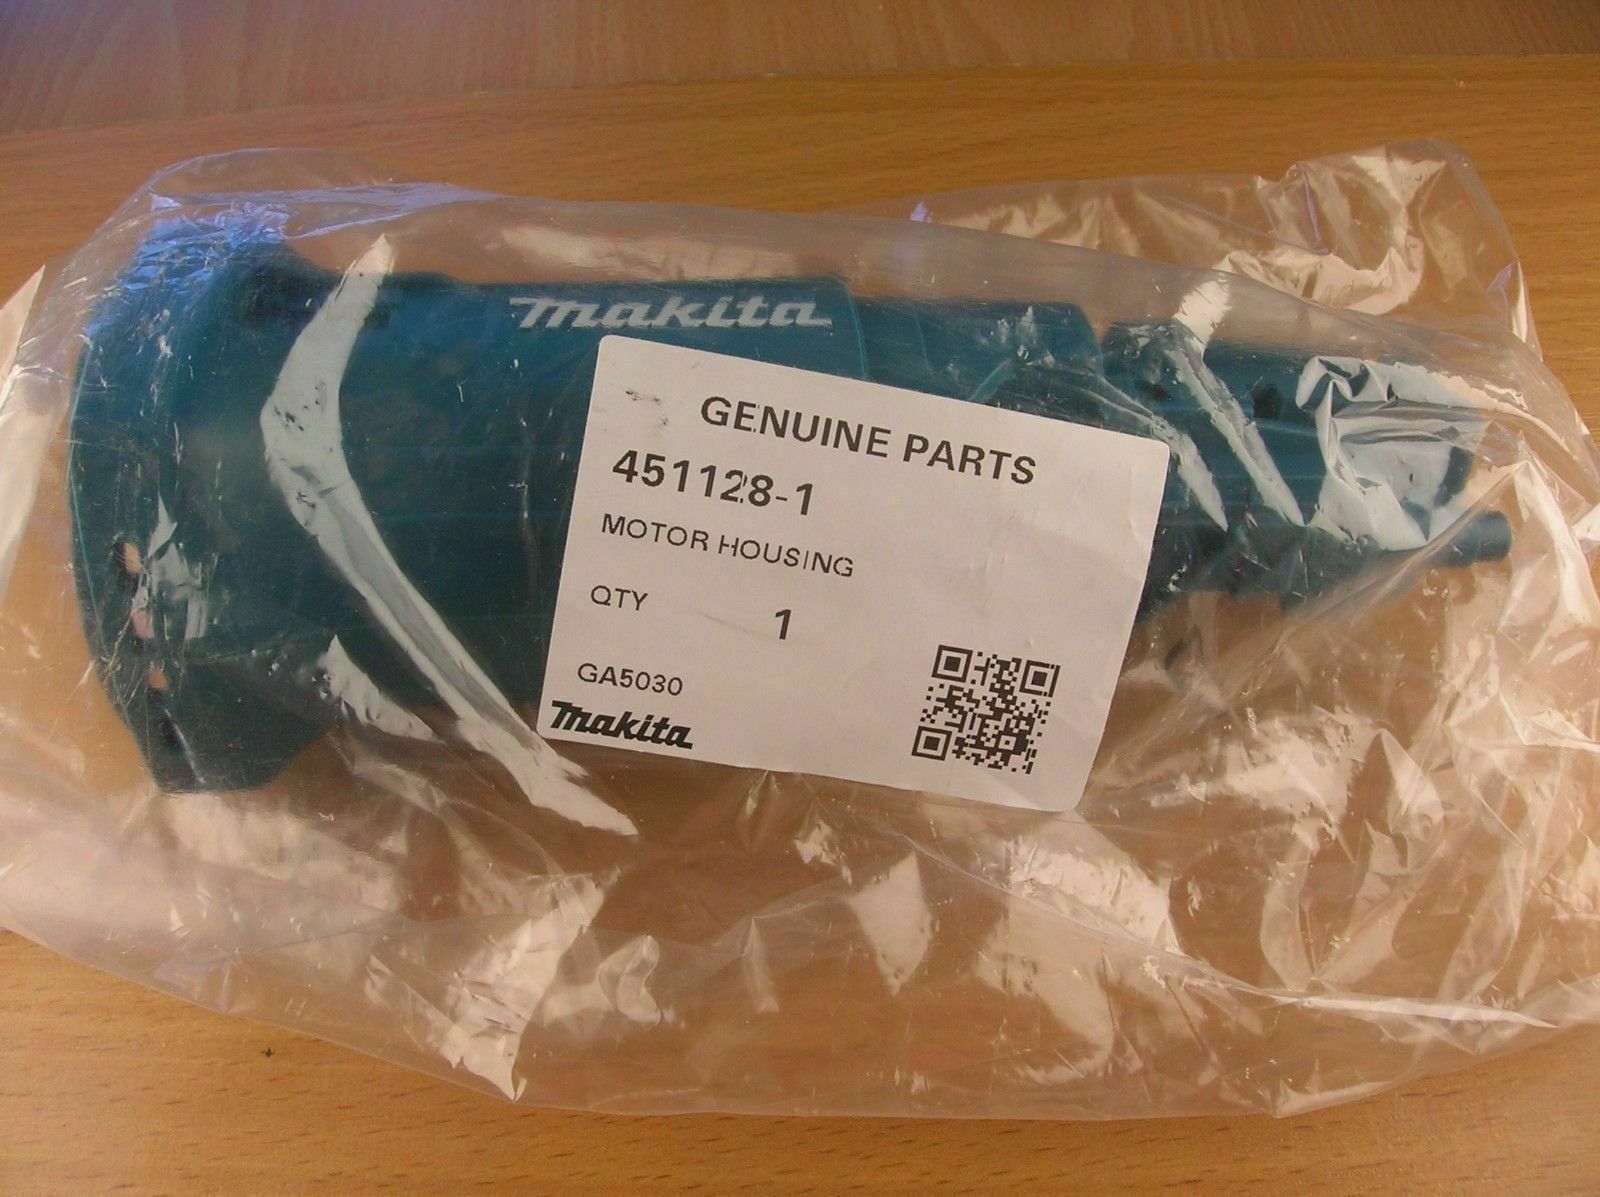 makita
GENUINE PARTS
451128-1
MOTOR HOUSING
QTY 1
GA5030
makita